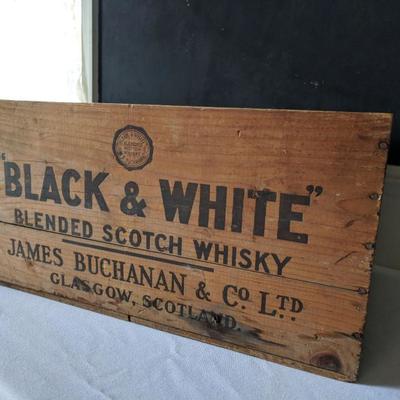 "BLACK & WHITE"
BLENDED SCOTCH WHISKY
JAMES BUCHANAN & CO. LTD
GLASGOW, SCOTLAND.